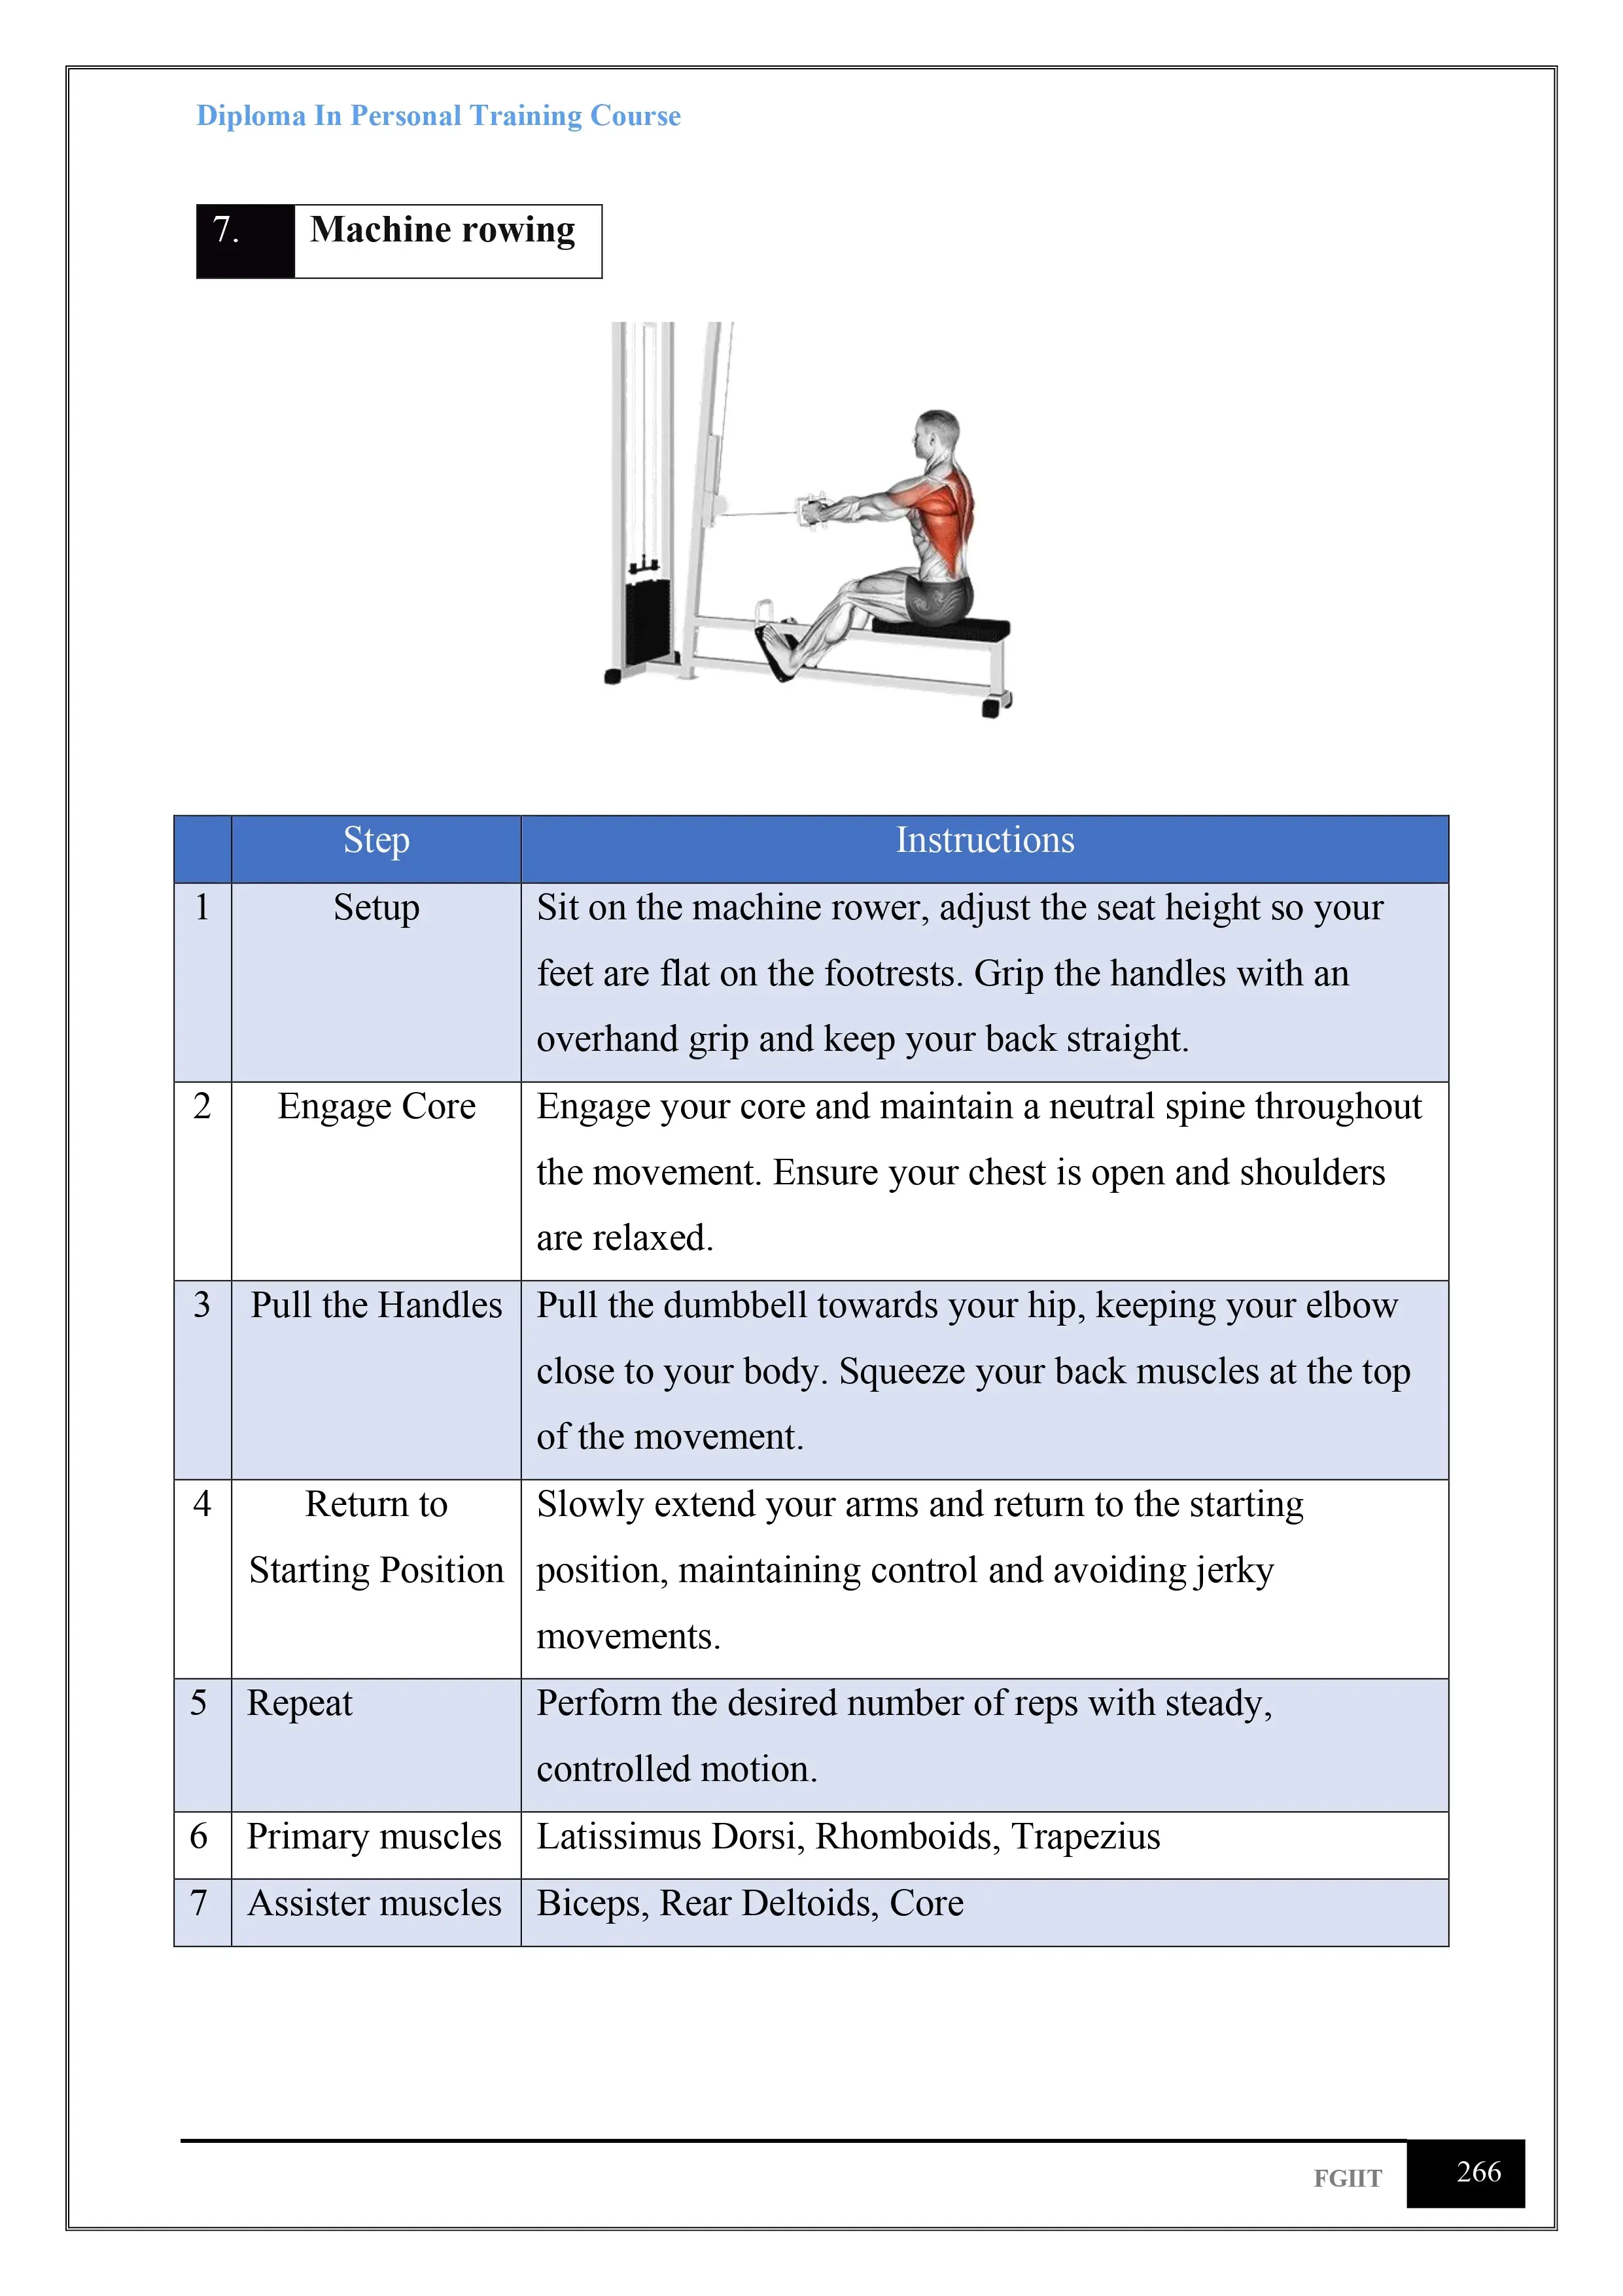 Diploma In Personal Training Course
7. Machine rowing
Step Instructions
1 Setup Sit on the machine rower, adjust the seat height so your
feet are flat on the footrests. Grip the handles with an
overhand grip and keep your back straight.
2 Engage Core Engage your core and maintain a neutral spine throughout
the movement. Ensure your chest is open and shoulders
are relaxed.
3 Pull the Handles Pull the dumbbell towards your hip, keeping your elbow
close to your body. Squeeze your back muscles at the top
of the movement.
4 Return to Slowly extend your arms and return to the starting
Starting Position position, maintaining control and avoiding jerky
movements.
5 Repeat Perform the desired number of reps with steady,
controlled motion.
6 Primary muscles Latissimus Dorsi, Rhomboids, Trapezius
7 Assister muscles Biceps, Rear Deltoids, Core
FGIIT 266